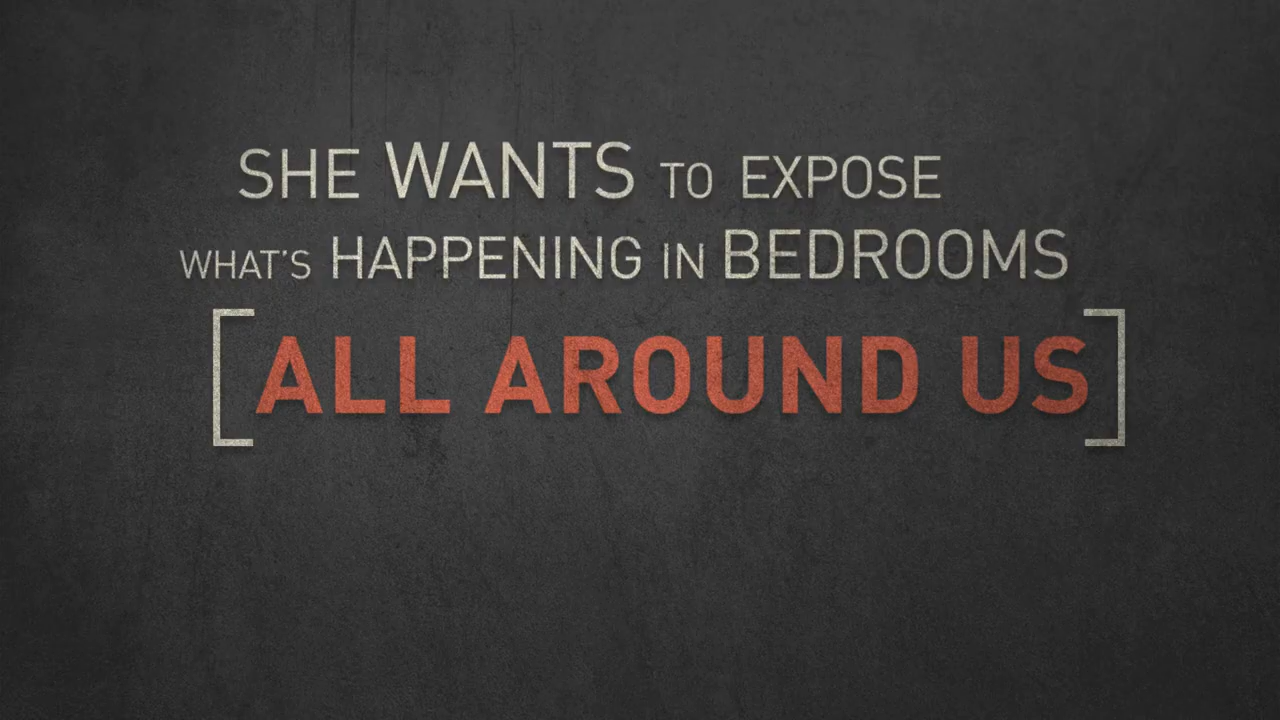 SHE WANTS TO EXPOSE
WHAT'S HAPPENING IN BEDROOMS
[ALL AROUND US]